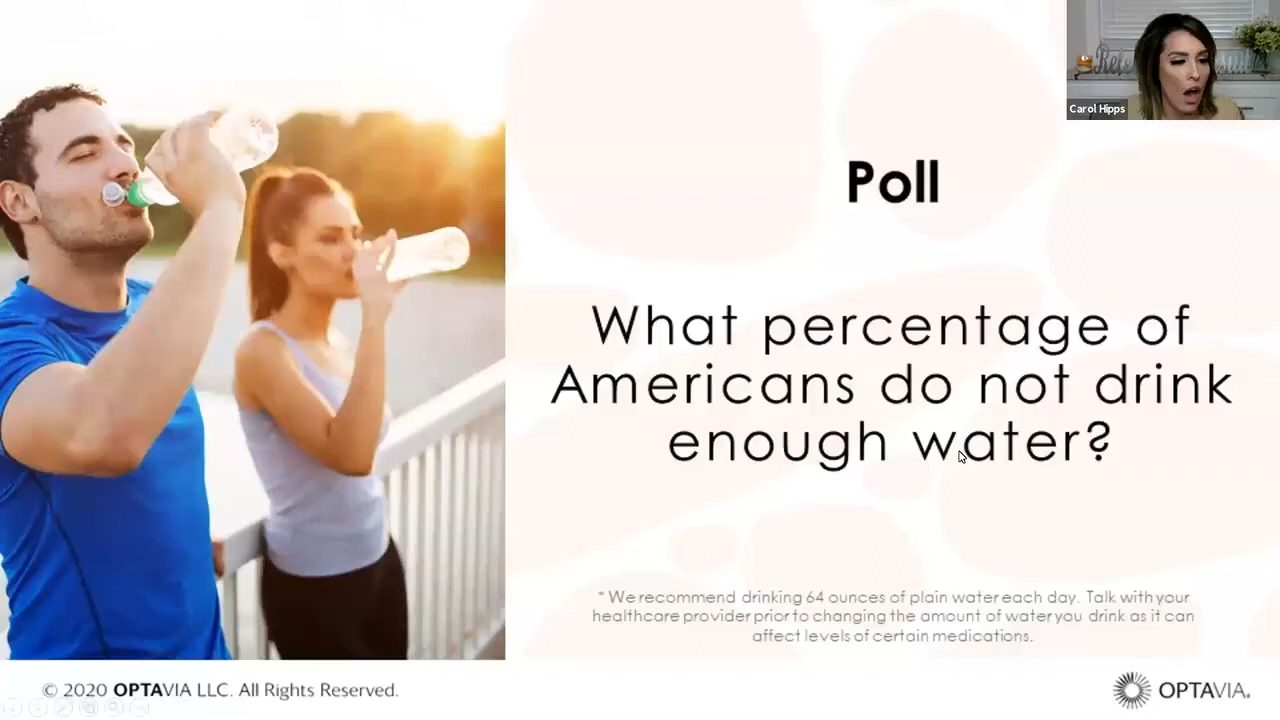 Carol Hipps
Poll
What percentage of
Americans do not drink
enough water?
* We recommend drinking 64 ounces of plain water each day. Talk with your
healthcare provider prior to changing the amount of water you drink as it can
affect levels of certain medications.
© 2020 OPTAVIA LLC. All Rights Reserved.
OPTAVIA®